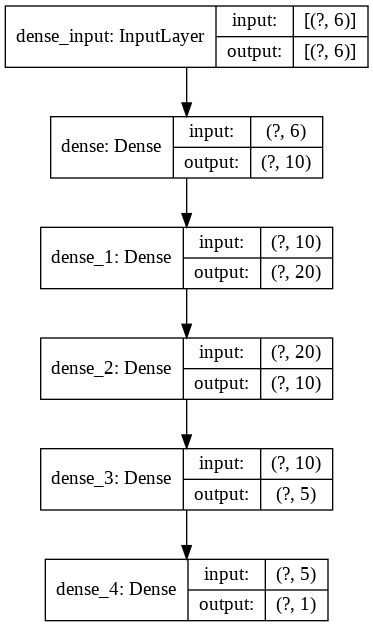 dense_input: InputLayer
input: [(?, 6)]
output: [(?, 6)]
dense: Dense
input: (?, 6)
output: (?, 10)
dense_1: Dense
input: (?, 10)
output: (?, 20)
dense_2: Dense
input: (?, 20)
output: (?, 10)
dense_3: Dense
input: (?, 10)
output: (?, 5)
dense_4: Dense
input: (?, 5)
output: (?, 1)